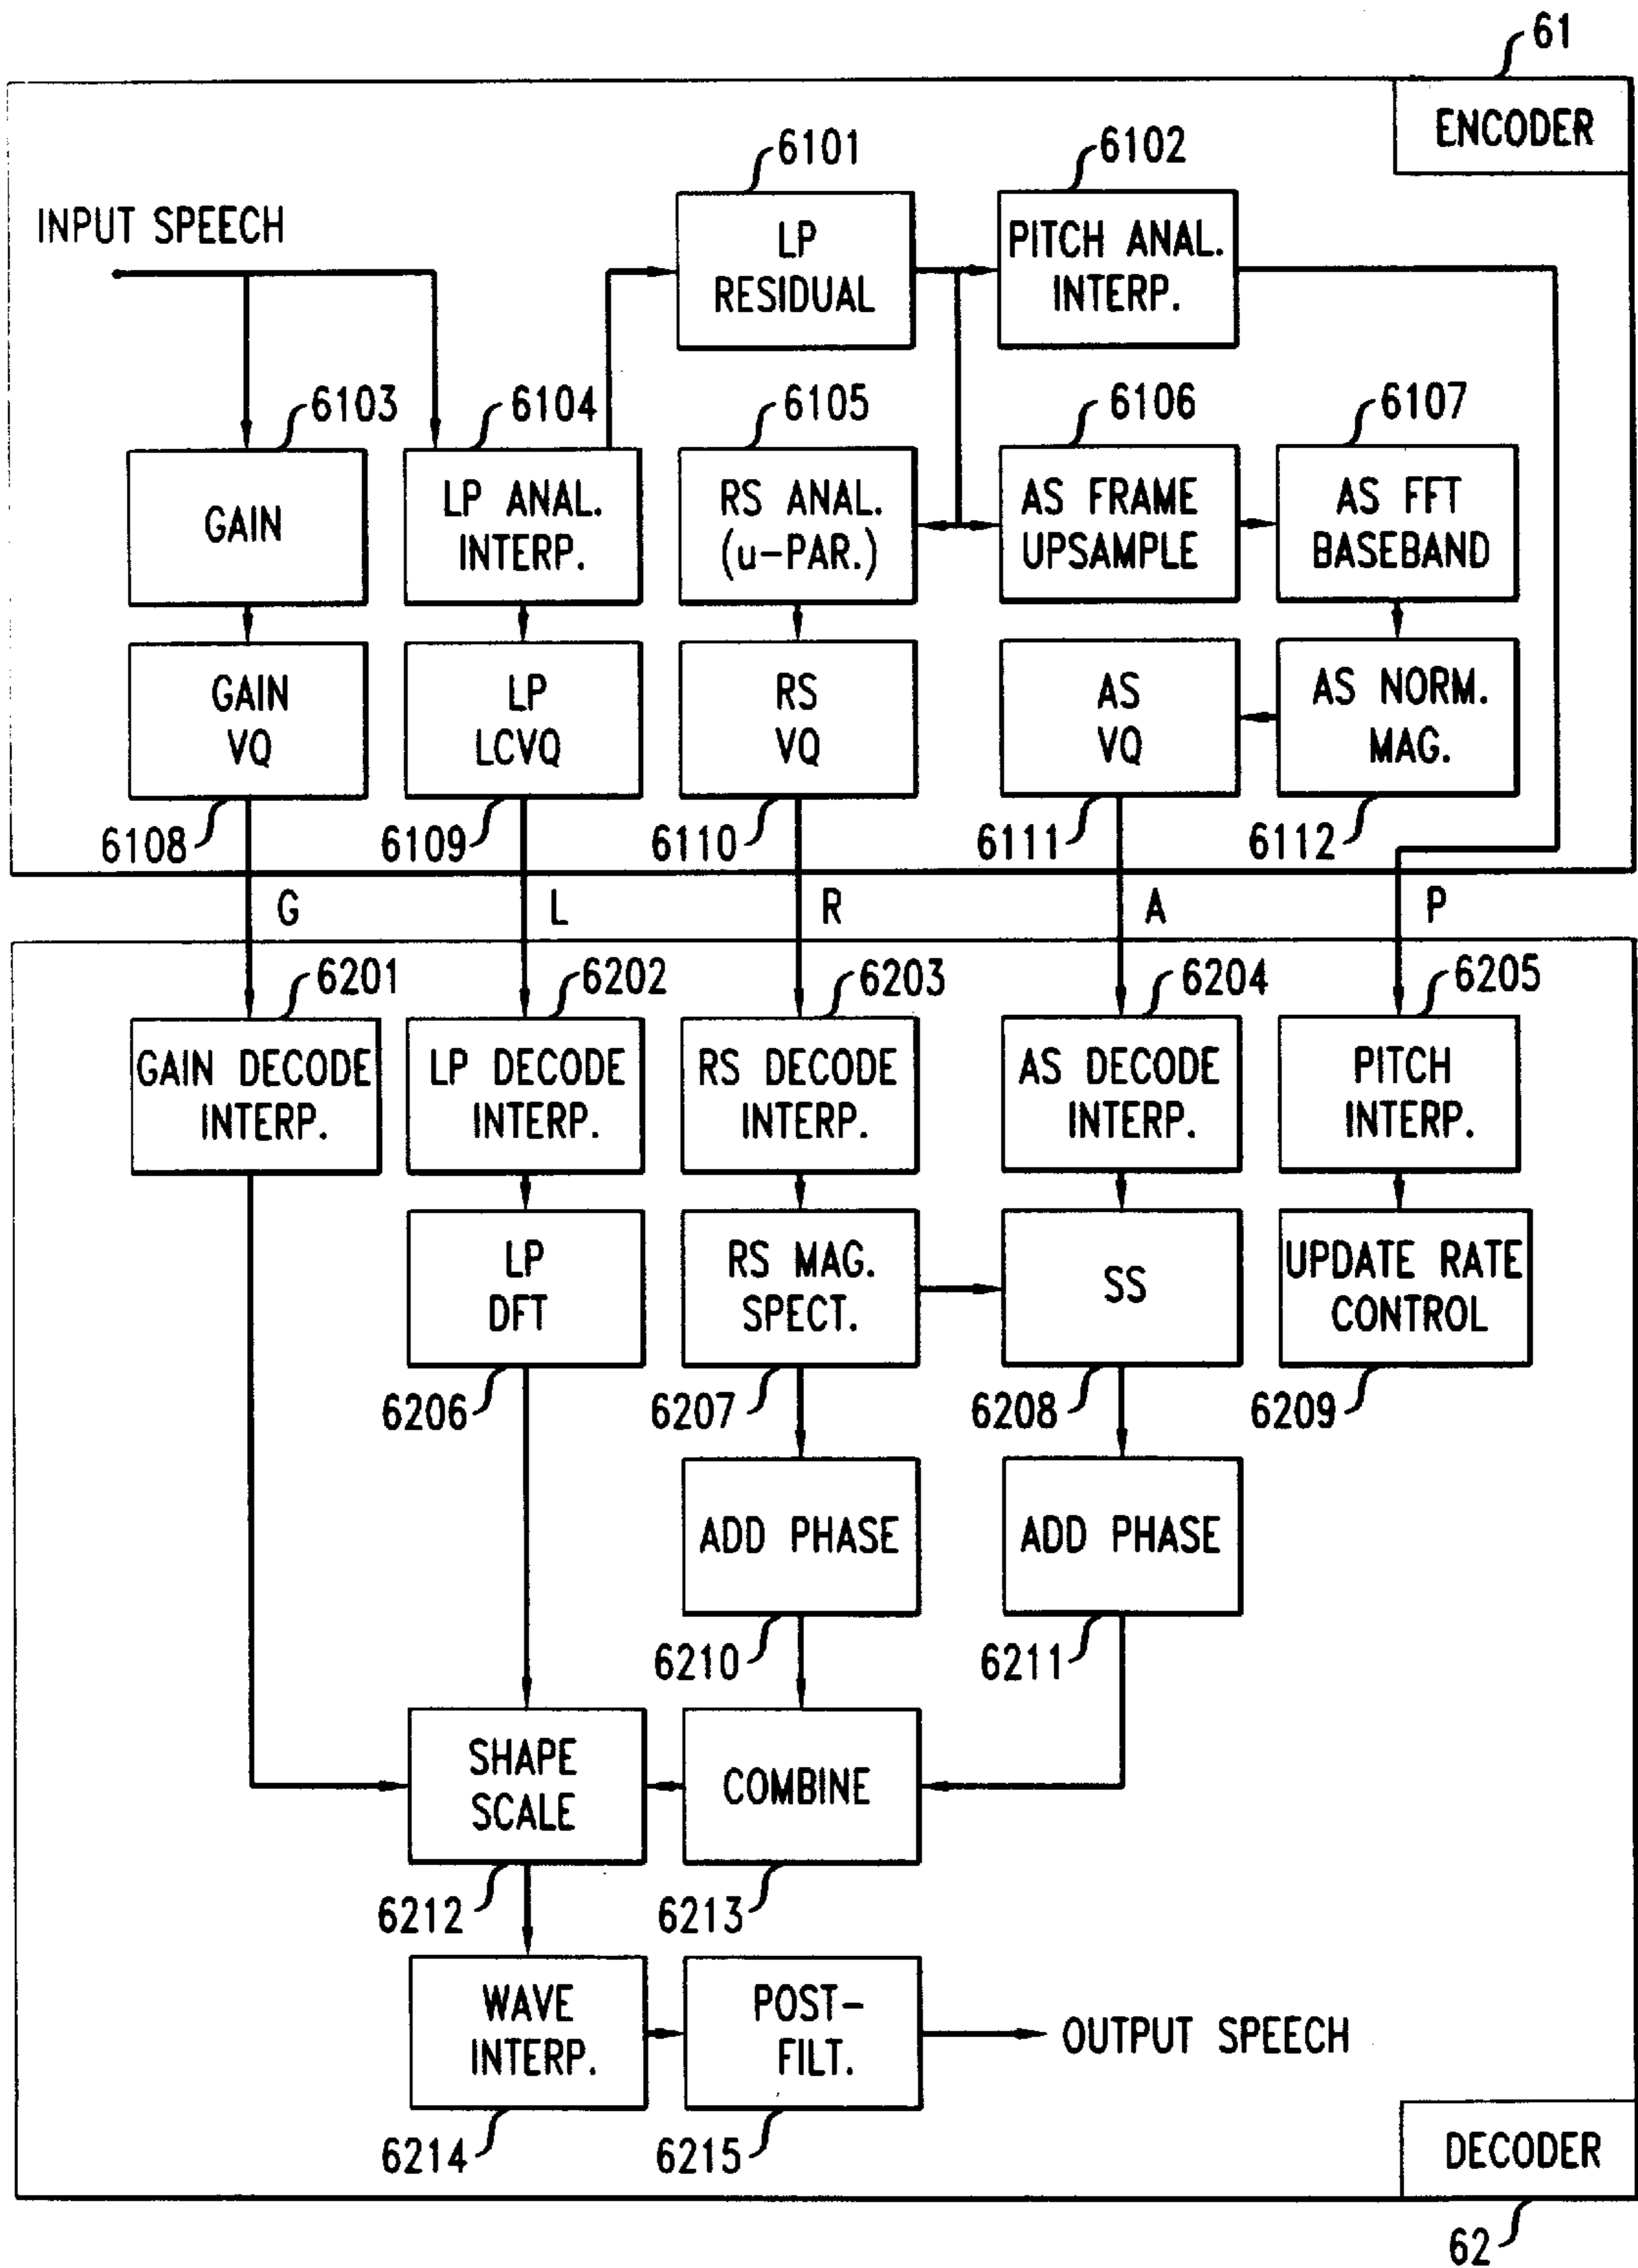 61
ENCODER
6101
6102
INPUT SPEECH
LP
RESIDUAL
PITCH ANAL.
INTERP.
6103
6104
6105
6106
6107
GAIN
LP ANAL.
INTERP.
RS ANAL.
(u-PAR.)
AS FRAME
UPSAMPLE
AS FFT
BASEBAND
GAIN
VQ
LP
LCVQ
RS
VQ
AS
VQ
AS NORM.
MAG.
6108
6109
6110
6111
6112
G
L
R
A
P
6201
6202
6203
6204
6205
GAIN DECODE
INTERP.
LP DECODE
INTERP.
RS DECODE
INTERP.
AS DECODE
INTERP.
PITCH
INTERP.
LP
DFT
RS MAG.
SPECT.
SS
UPDATE RATE
CONTROL
6206
6207
6208
6209
ADD PHASE
ADD PHASE
6210
6211
SHAPE
SCALE
COMBINE
6212
6213
WAVE
INTERP.
POST-
FILT.
OUTPUT SPEECH
6214
6215
DECODER
62